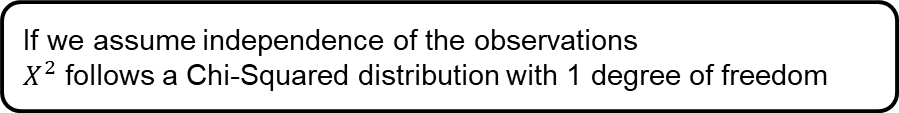 If we assume independence of the observations
𝑋² follows a Chi-Squared distribution with 1 degree of freedom